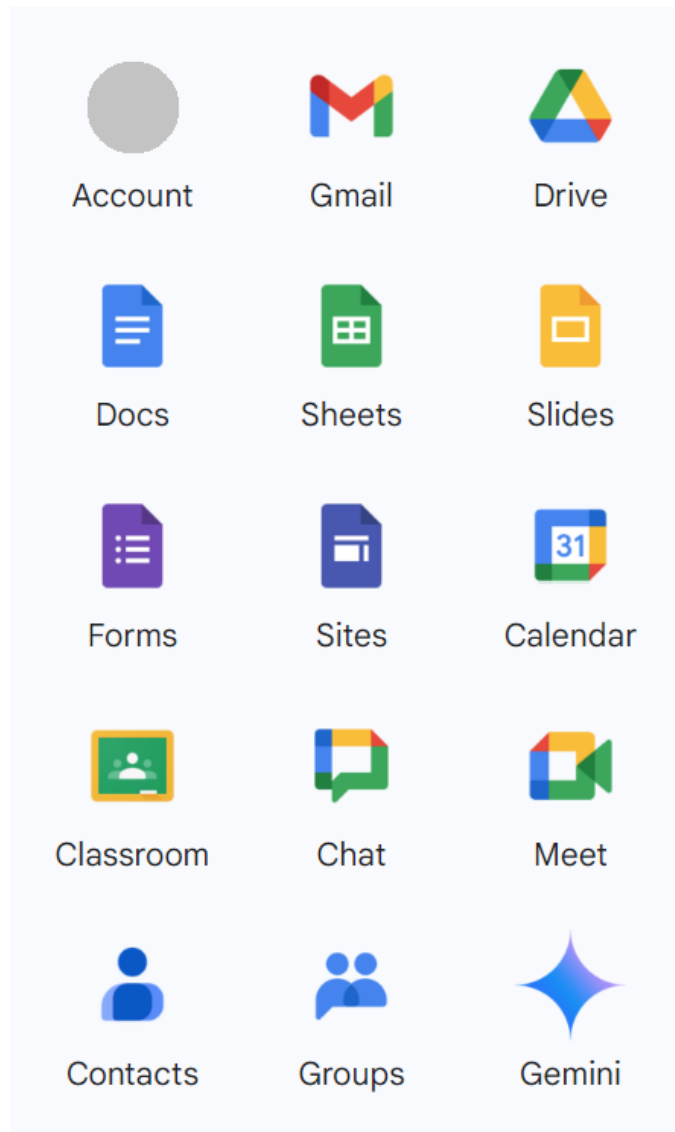 Account Gmail Drive
Docs Sheets Slides
31
Forms Sites Calendar
Classroom Chat Meet
Contacts Groups Gemini